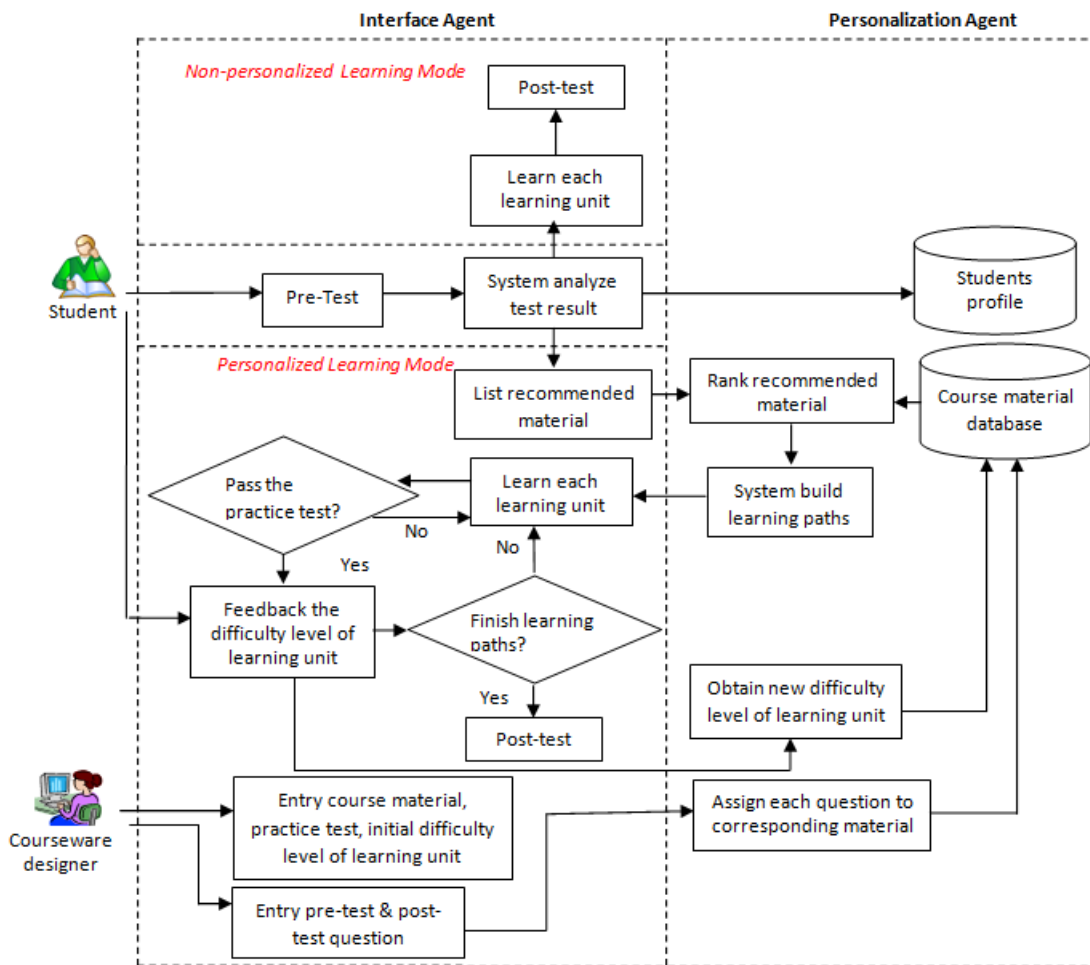 Interface Agent
Personalization Agent
Non-personalized Learning Mode
Post-test
Learn each
learning unit
Student
Pre-Test
System analyze
test result
Students
profile
Personalized Learning Mode
List recommended
material
Rank recommended
material
Course material
database
Pass the
practice test?
Learn each
learning unit
System build
learning paths
No
No
Yes
Feedback the
difficulty level of
learning unit
Finish learning
paths?
Yes
Post-test
Obtain new difficulty
level of learning unit
Courseware
designer
Entry course material,
practice test, initial difficulty
level of learning unit
Assign each question to
corresponding material
Entry pre-test & post-
test question